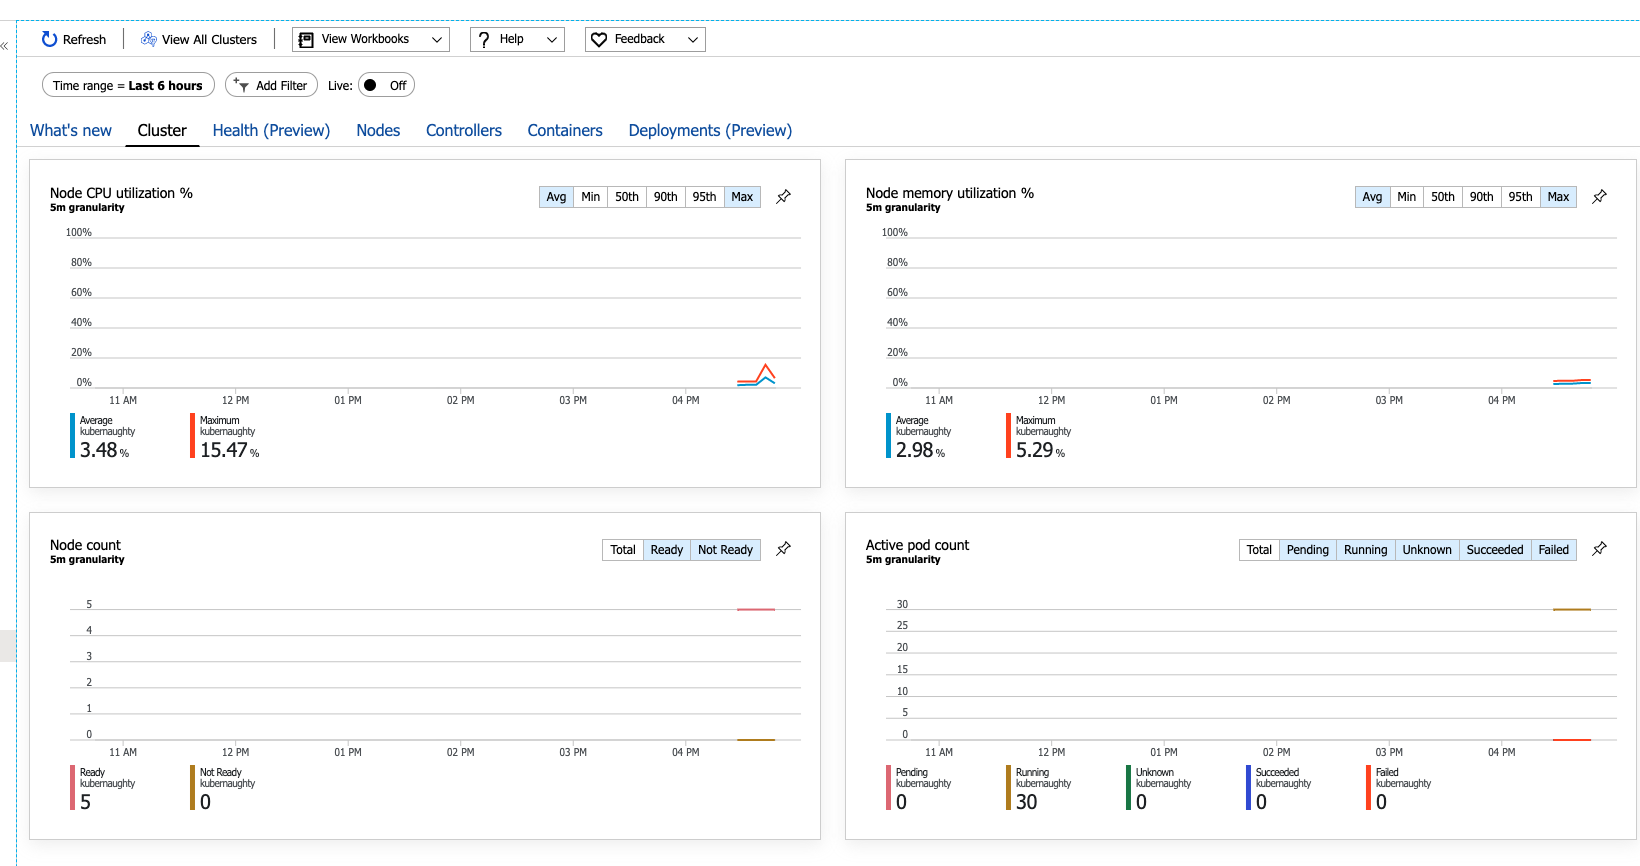 «
Refresh View All Clusters View Workbooks ? Help Feedback
Time range = Last 6 hours Add Filter Live: Off
What's new Cluster Health (Preview) Nodes Controllers Containers Deployments (Preview)
Node CPU utilization %
5m granularity
Avg Min 50th 90th 95th Max
100%
80%
60%
40%
20%
0%
11 AM 12 PM 01 PM 02 PM 03 PM 04 PM
Average
kubernaughty
3.48 %
Maximum
kubernaughty
15.47 %
Node memory utilization %
5m granularity
Avg Min 50th 90th 95th Max
100%
80%
60%
40%
20%
0%
11 AM 12 PM 01 PM 02 PM 03 PM 04 PM
Average
kubernaughty
2.98 %
Maximum
kubernaughty
5.29 %
Node count
5m granularity
Total Ready Not Ready
5
4
3
2
1
0
11 AM 12 PM 01 PM 02 PM 03 PM 04 PM
Ready
kubernaughty
5
Not Ready
kubernaughty
0
Active pod count
5m granularity
Total Pending Running Unknown Succeeded Failed
30
25
20
15
10
5
0
11 AM 12 PM 01 PM 02 PM 03 PM 04 PM
Pending
kubernaughty
0
Running
kubernaughty
30
Unknown
kubernaughty
0
Succeeded
kubernaughty
0
Failed
kubernaughty
0